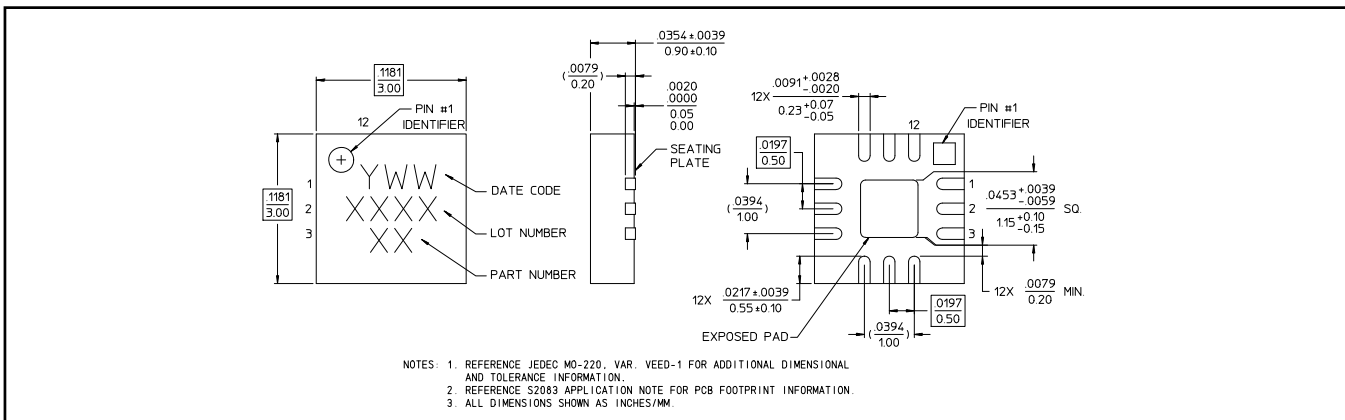 .1181
3.00
PIN #1
IDENTIFIER
12
.1181
3.00
1
2
3
YWW
XXXX
XX
DATE CODE
LOT NUMBER
PART NUMBER
.0354±.0039
0.90±0.10
(.0079
0.20)
.0020
.0000
0.05
0.00
SEATING
PLATE
12X .0091 +.0028 -.0020
0.23 +0.07 -0.05
12
PIN #1
IDENTIFIER
.0197
0.50
(.0394
1.00)
1
2
3
.0453 +.0039 -.0059 SQ.
1.15 +0.10 -0.15
12X .0217±.0039
0.55±0.10
12X .0079 MIN.
0.20
.0197
0.50
(.0394
1.00)
EXPOSED PAD
NOTES: 1. REFERENCE JEDEC MO-220, VAR. VEED-1 FOR ADDITIONAL DIMENSIONAL
AND TOLERANCE INFORMATION.
2. REFERENCE S2083 APPLICATION NOTE FOR PCB FOOTPRINT INFORMATION.
3. ALL DIMENSIONS SHOWN AS INCHES/MM.